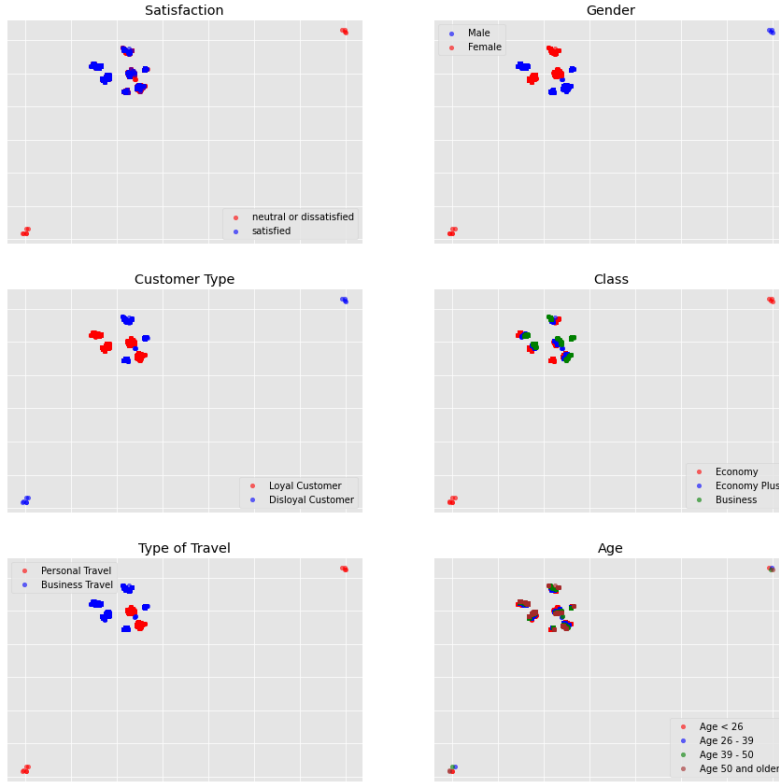 Satisfaction
neutral or dissatisfied
satisfied
Gender
Male
Female
Customer Type
Loyal Customer
Disloyal Customer
Class
Economy
Economy Plus
Business
Type of Travel
Personal Travel
Business Travel
Age
Age < 26
Age 26 - 39
Age 39 - 50
Age 50 and older